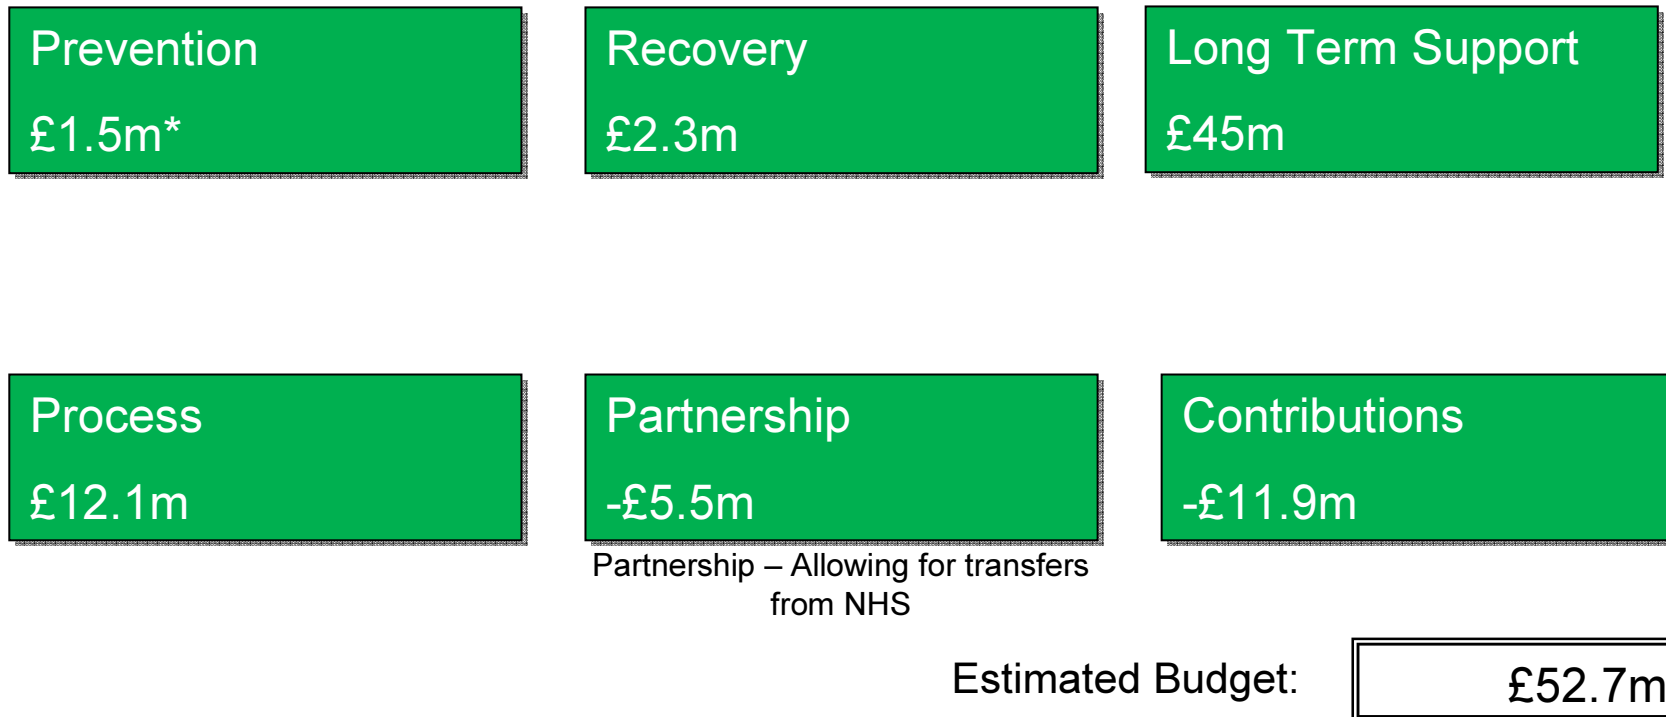 Prevention
£1.5m*
Recovery
£2.3m
Long Term Support
£45m
Process
£12.1m
Partnership
-£5.5m
Contributions
-£11.9m
Partnership – Allowing for transfers
from NHS
Estimated Budget:
£52.7m